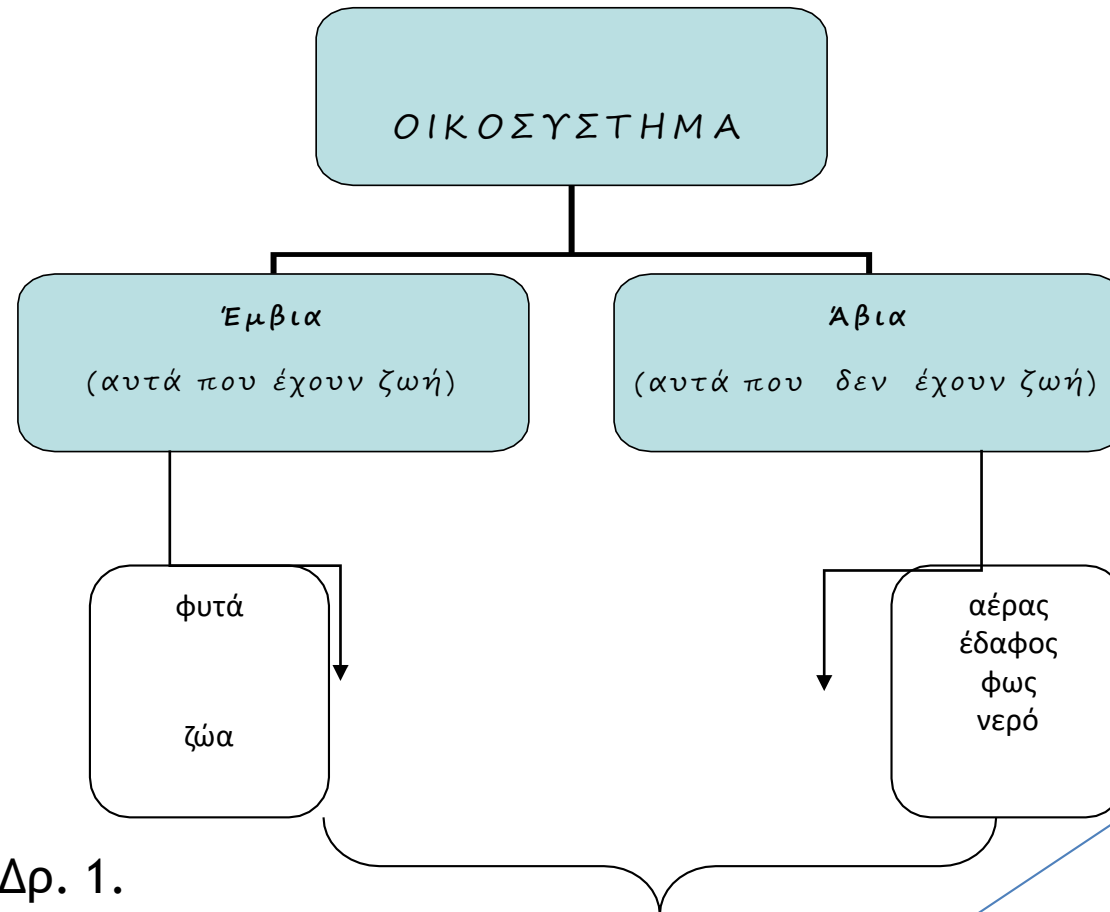 ΟΙΚΟΣΥΣΤΗΜΑ
Έμβια
(αυτά που έχουν ζωή)
Άβια
(αυτά που δεν έχουν ζωή)
φυτά
ζώα
αέρας
έδαφος
φως
νερό
Δρ. 1.